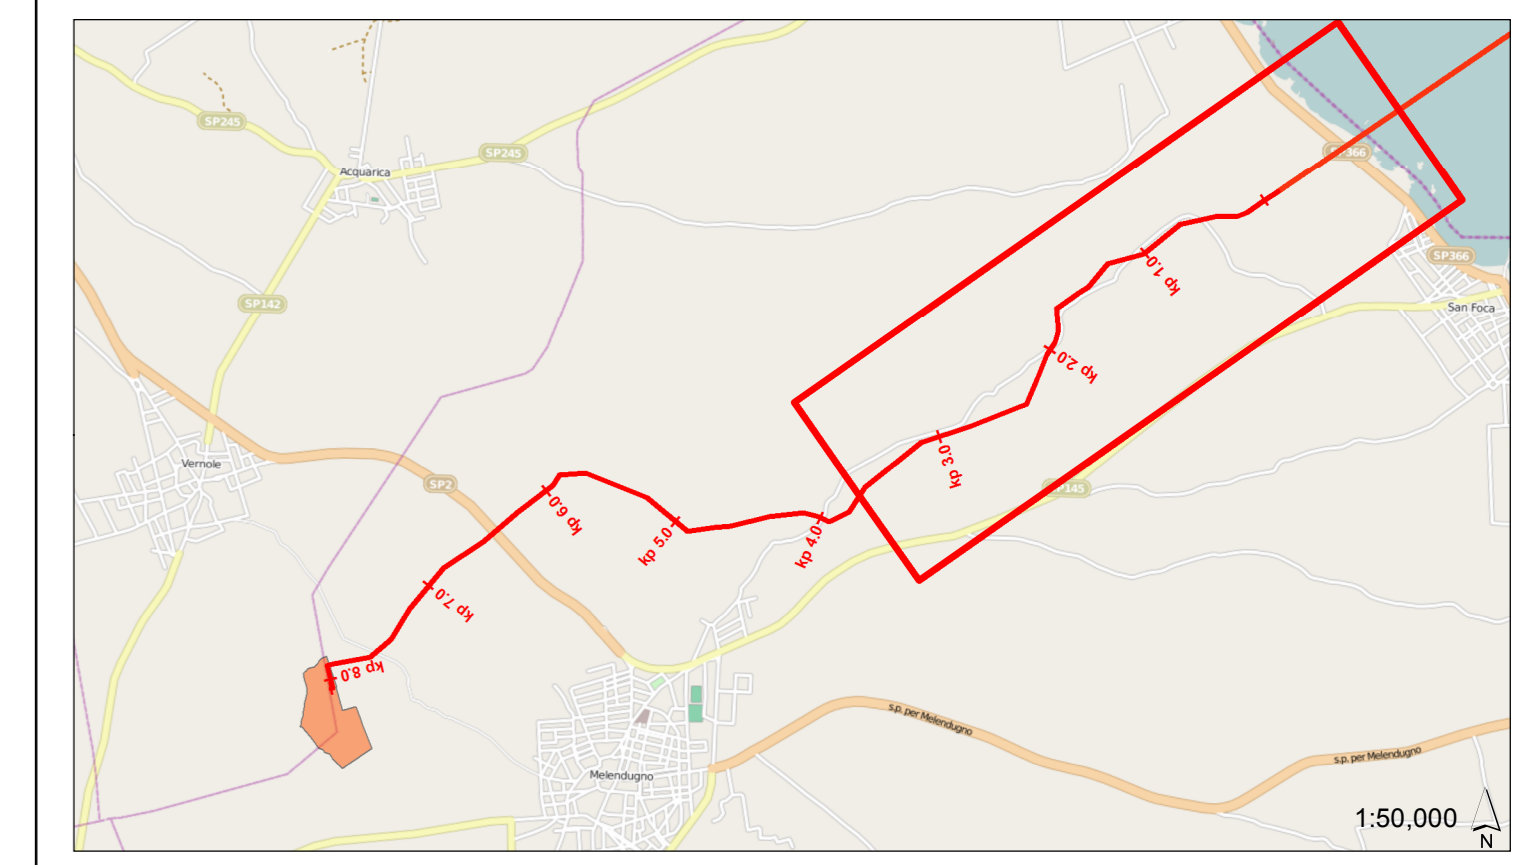 SP245
SP366
SP245
Acquarica
kp 1.0
SP366
SP142
San Foca
kp 2.0
kp 3.0
Vernole
SP2
SP145
kp 6.0
kp 5.0
kp 4.0
kp 7.0
kp 8.0
s.p. per Melendugno
s.p. per Melendugno
Melendugno
1:50,000
N